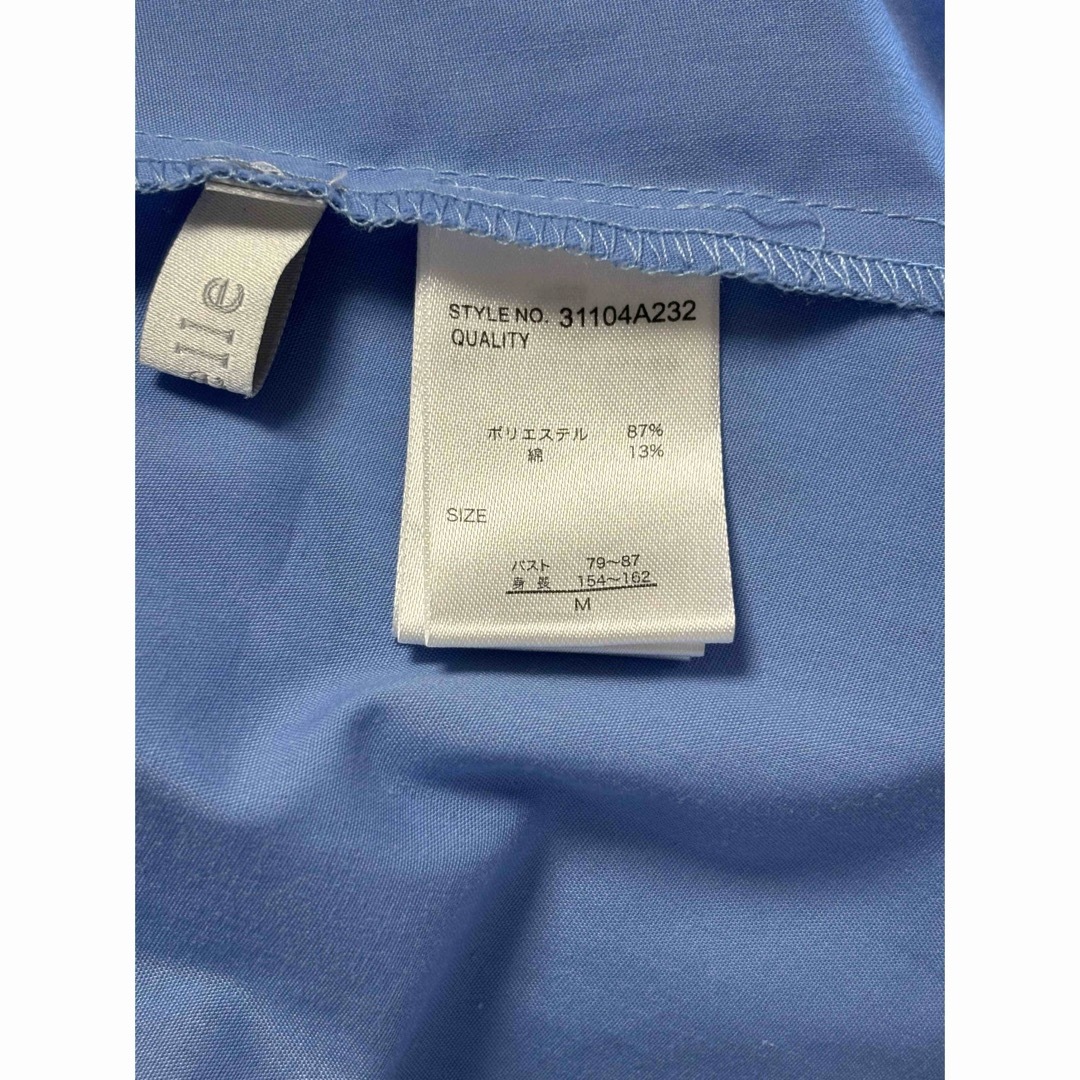 alle
STYLE NO. 31104A232
QUALITY
ポリエステル 87%
綿 13%
SIZE
バスト 79〜87
身長 154〜162
M